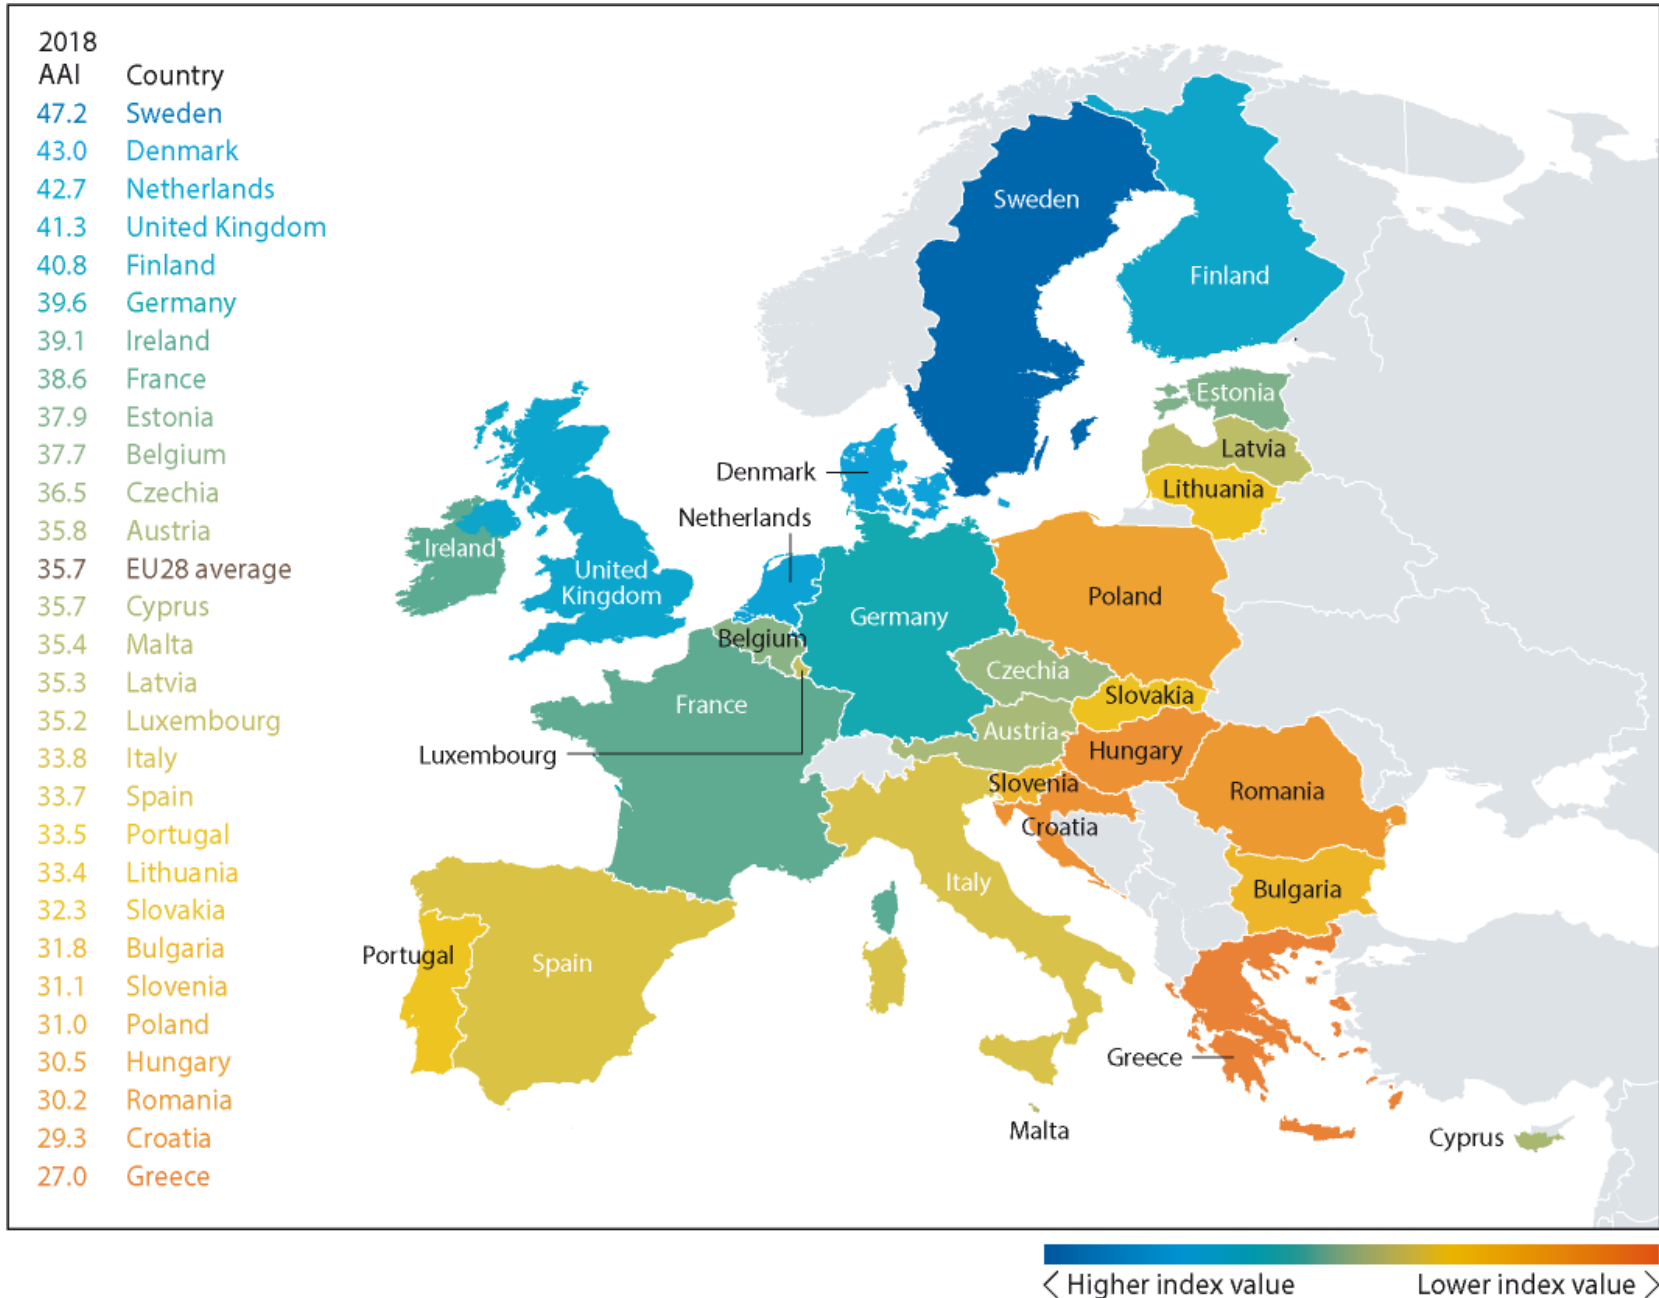 2018
AAI Country
47.2 Sweden
43.0 Denmark
42.7 Netherlands
41.3 United Kingdom
40.8 Finland
39.6 Germany
39.1 Ireland
38.6 France
37.9 Estonia
37.7 Belgium
36.5 Czechia
35.8 Austria
35.7 EU28 average
35.7 Cyprus
35.4 Malta
35.3 Latvia
35.2 Luxembourg
33.8 Italy
33.7 Spain
33.5 Portugal
33.4 Lithuania
32.3 Slovakia
31.8 Bulgaria
31.1 Slovenia
31.0 Poland
30.5 Hungary
30.2 Romania
29.3 Croatia
27.0 Greece
Sweden
Finland
Estonia
Latvia
Denmark
Lithuania
Netherlands
Ireland
United
Kingdom
Poland
Germany
Belgium
Czechia
Slovakia
France
Austria
Hungary
Luxembourg
Slovenia
Romania
Croatia
Italy
Bulgaria
Portugal
Spain
Greece
Malta
Cyprus
< Higher index value
Lower index value >